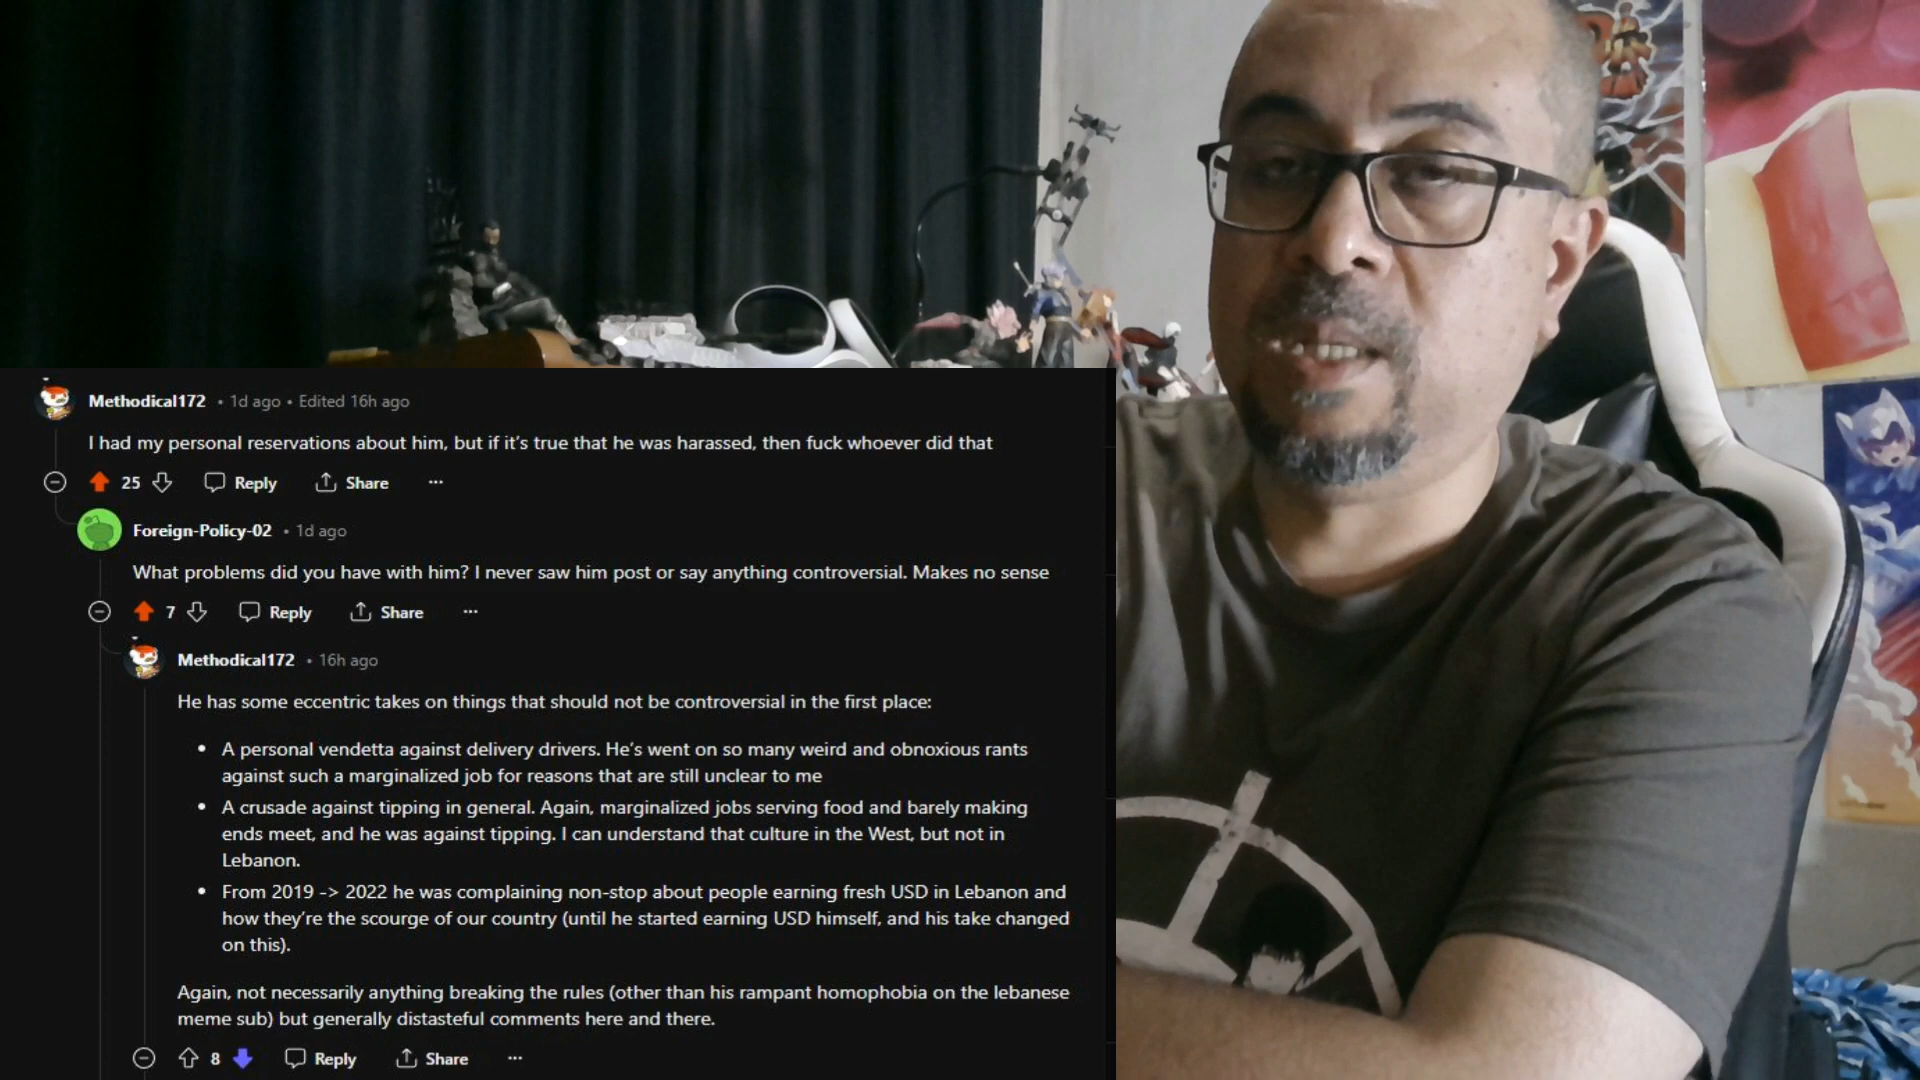 Methodical172 • 1d ago • Edited 16h ago
I had my personal reservations about him, but if it's true that he was harassed, then fuck whoever did that
25 Reply Share ...
Foreign-Policy-02 • 1d ago
What problems did you have with him? I never saw him post or say anything controversial. Makes no sense
7 Reply Share ...
Methodical172 • 16h ago
He has some eccentric takes on things that should not be controversial in the first place:
• A personal vendetta against delivery drivers. He's went on so many weird and obnoxious rants
against such a marginalized job for reasons that are still unclear to me
• A crusade against tipping in general. Again, marginalized jobs serving food and barely making
ends meet, and he was against tipping. I can understand that culture in the West, but not in
Lebanon.
• From 2019 -> 2022 he was complaining non-stop about people earning fresh USD in Lebanon and
how they're the scourge of our country (until he started earning USD himself, and his take changed
on this).
Again, not necessarily anything breaking the rules (other than his rampant homophobia on the lebanese
meme sub) but generally distasteful comments here and there.
8 Reply Share ...